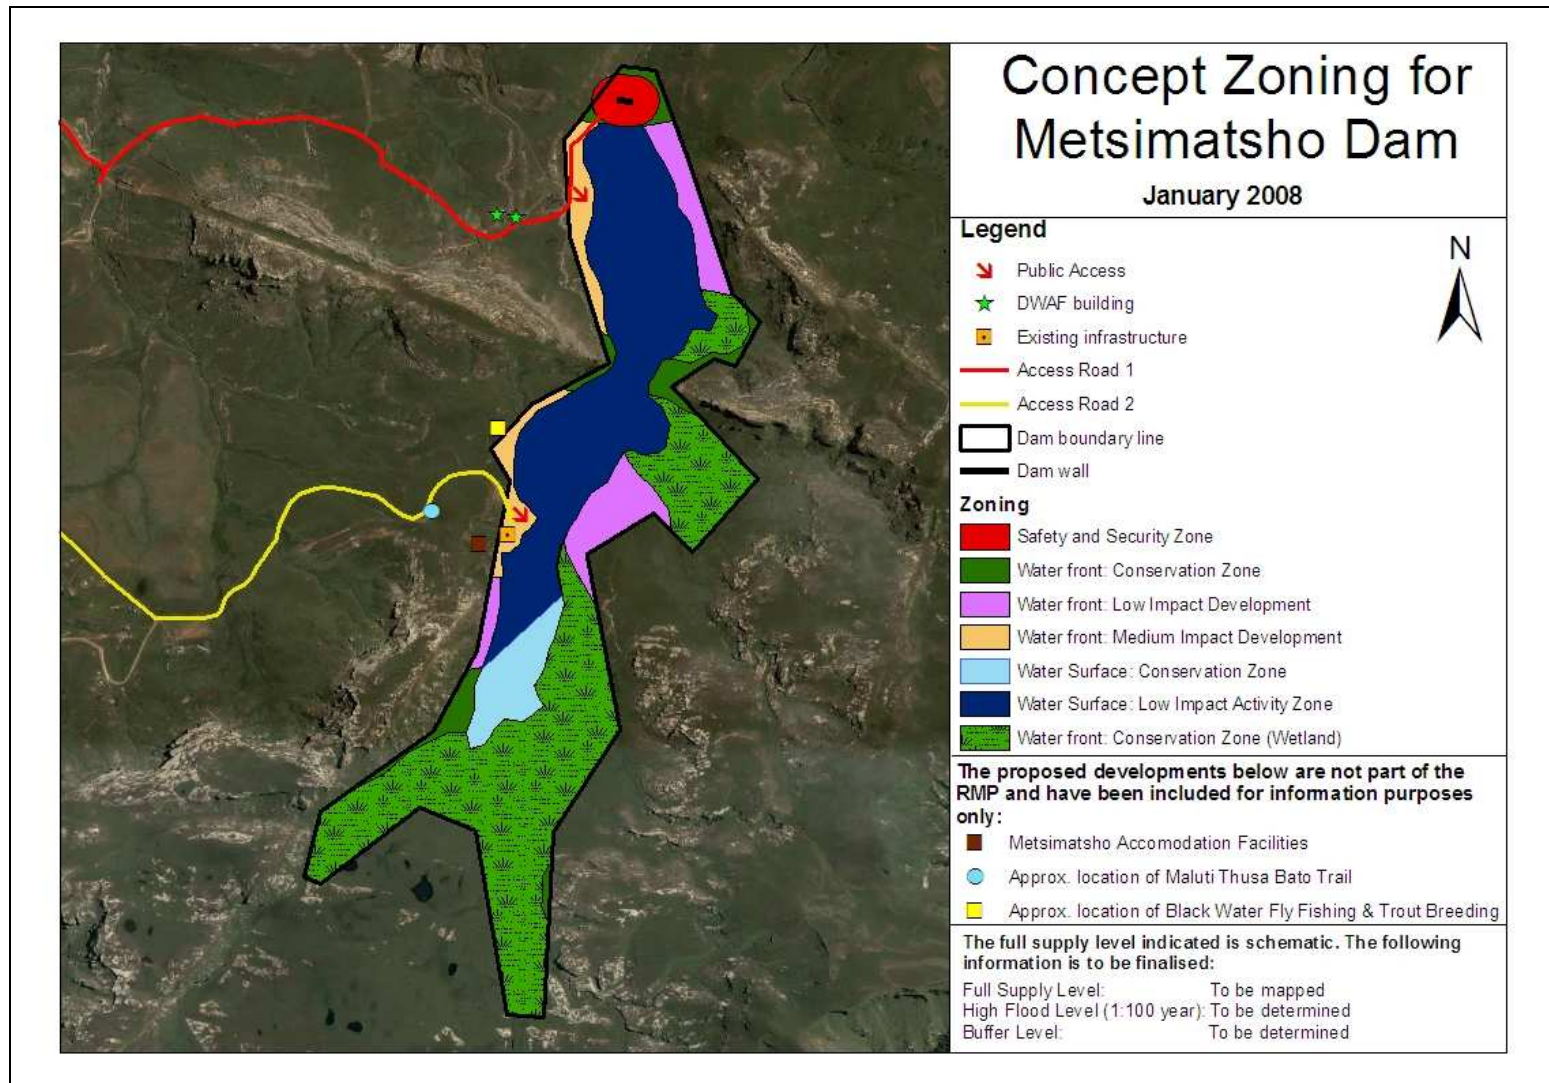 Concept Zoning for
Metsimatsho Dam
January 2008
Legend
N
Public Access
DWAF building
Existing infrastructure
Access Road 1
Access Road 2
Dam boundary line
Dam wall
Zoning
Safety and Security Zone
Water front: Conservation Zone
Water front: Low Impact Development
Water front: Medium Impact Development
Water Surface: Conservation Zone
Water Surface: Low Impact Activity Zone
Water front: Conservation Zone (Wetland)
The proposed developments below are not part of the
RMP and have been included for information purposes
only:
Metsimatsho Accomodation Facilities
Approx. location of Maluti Thusa Bato Trail
Approx. location of Black Water Fly Fishing & Trout Breeding
The full supply level indicated is schematic. The following
information is to be finalised:
Full Supply Level: To be mapped
High Flood Level (1:100 year): To be determined
Buffer Level: To be determined